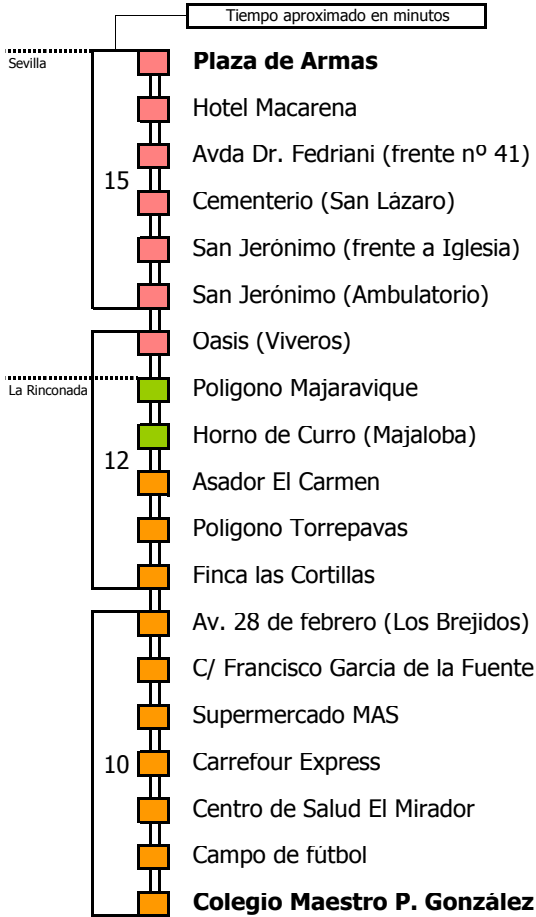 Tiempo aproximado en minutos
Sevilla
Plaza de Armas
Hotel Macarena
Avda Dr. Fedriani (frente nº 41)
15
Cementerio (San Lázaro)
San Jerónimo (frente a Iglesia)
San Jerónimo (Ambulatorio)
Oasis (Viveros)
La Rinconada
Poligono Majaravique
Horno de Curro (Majaloba)
12
Asador El Carmen
Poligono Torrepavas
Finca las Cortillas
Av. 28 de febrero (Los Brejidos)
C/ Francisco Garcia de la Fuente
Supermercado MAS
10
Carrefour Express
Centro de Salud El Mirador
Campo de fútbol
Colegio Maestro P. González